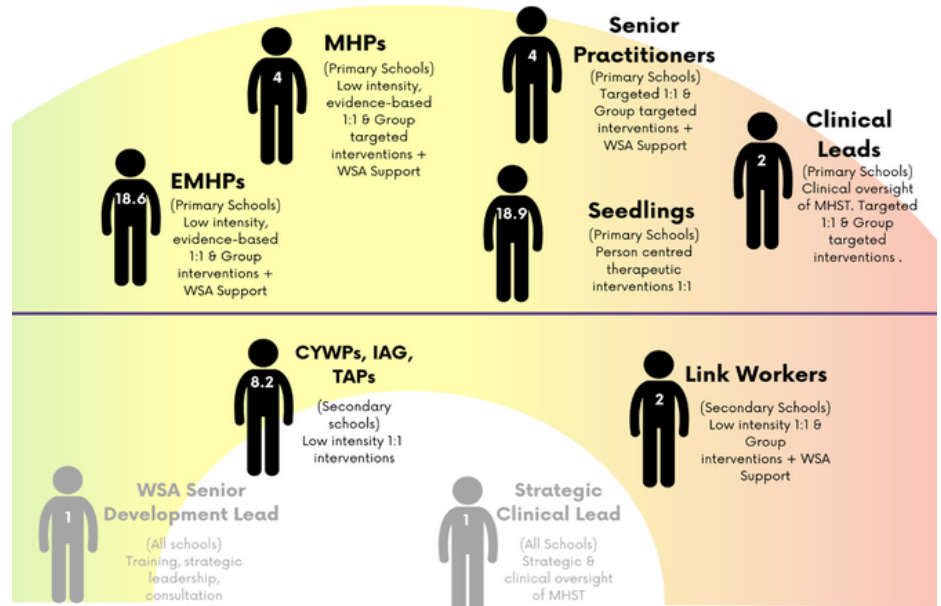 MHPs
4
(Primary Schools)
Low intensity,
evidence-based
1:1 & Group
targeted
interventions +
WSA Support
Senior
Practitioners
4
(Primary Schools)
Targeted 1:1 &
Group targeted
interventions +
WSA Support
Clinical
Leads
2
(Primary Schools)
Clinical oversight
of MHST. Targeted
1:1 & Group
targeted
interventions .
EMHPs
18.6
(Primary Schools)
Low intensity,
evidence-based
1:1 & Group
interventions +
WSA Support
Seedlings
18.9
(Primary Schools)
Person centred
therapeutic
interventions 1:1
CYWPs, IAG,
TAPs
8.2
(Secondary
schools)
Low intensity 1:1
interventions
Link Workers
2
(Secondary Schools)
Low intensity 1:1 &
Group
interventions + WSA
Support
WSA Senior
Development Lead
1
(All schools)
Training, strategic
leadership,
consultation
Strategic
Clinical Lead
1
(All Schools)
Strategic &
clinical oversight
of MHST